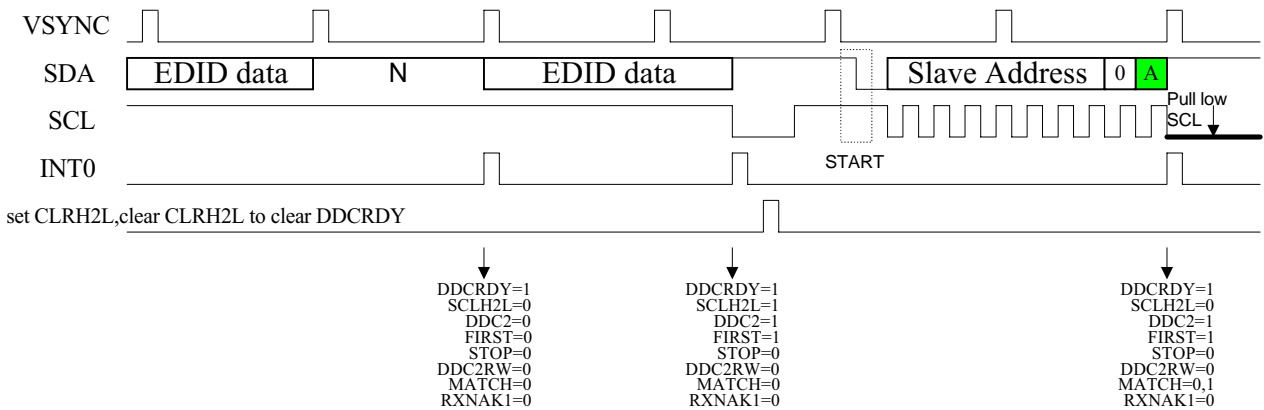 VSYNC
SDA EDID data N EDID data Slave Address 0 A
SCL Pull low
SCL
INT0 START
set CLRH2L,clear CLRH2L to clear DDCRDY
DDCRDY=1
SCLH2L=0
DDC2=0
FIRST=0
STOP=0
DDC2RW=0
MATCH=0
RXNAK1=0
DDCRDY=1
SCLH2L=1
DDC2=1
FIRST=1
STOP=0
DDC2RW=0
MATCH=0
RXNAK1=0
DDCRDY=1
SCLH2L=0
DDC2=1
FIRST=1
STOP=0
DDC2RW=0
MATCH=0,1
RXNAK1=0